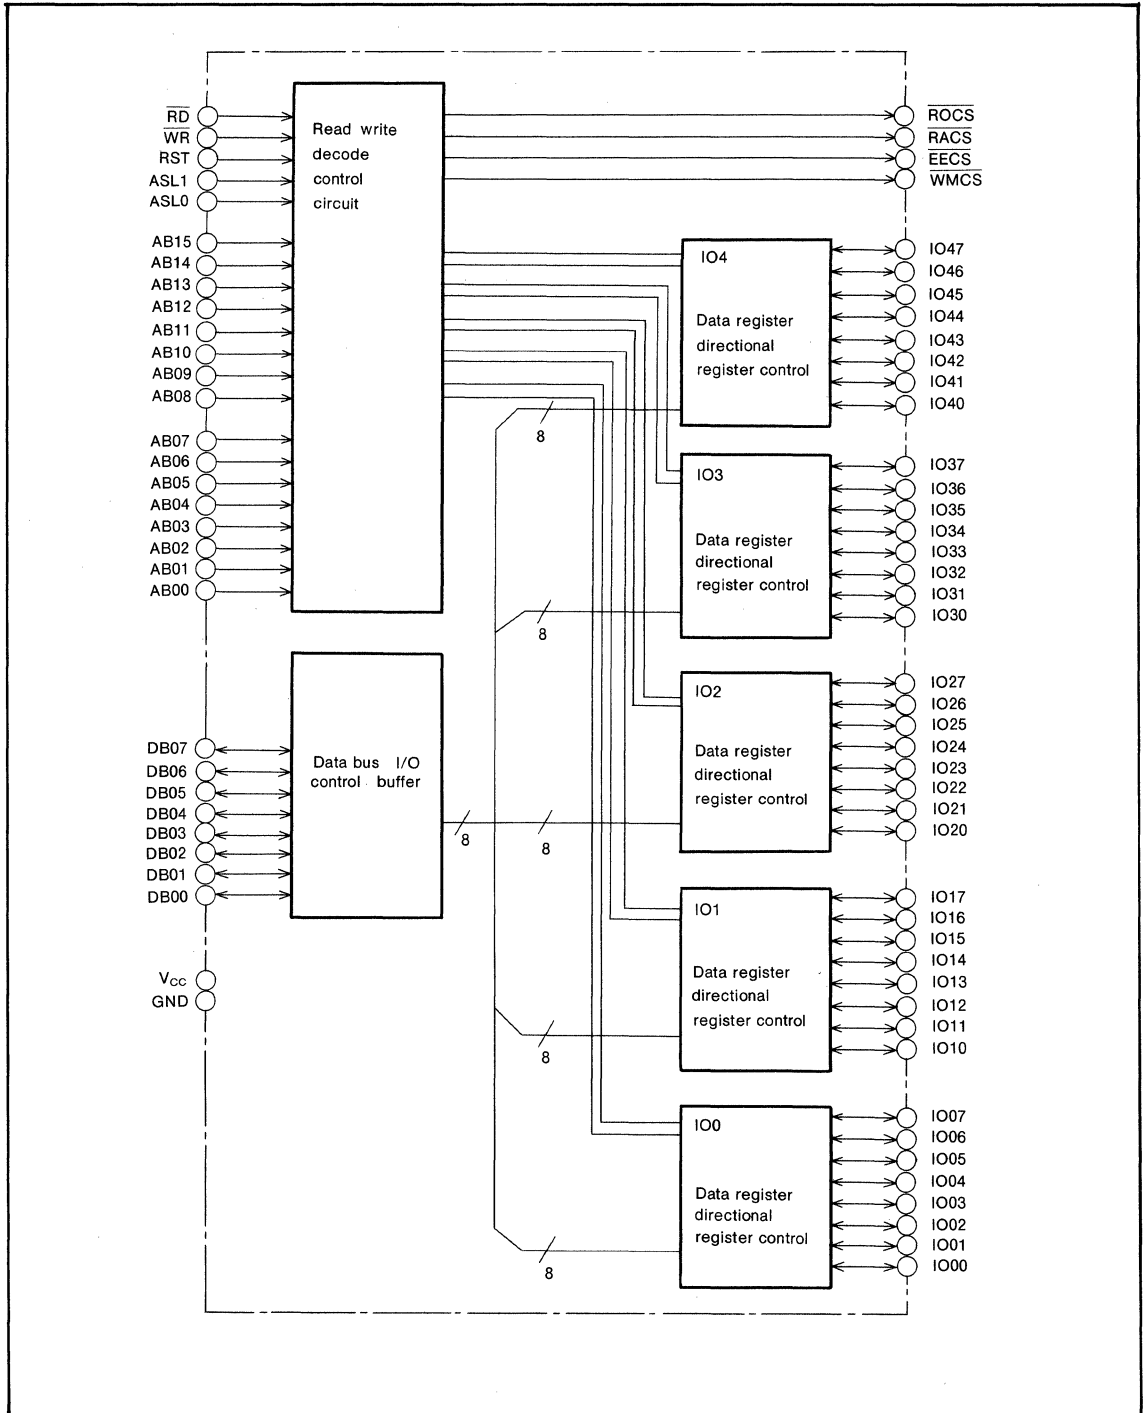 RD
WR
RST
ASL1
ASL0
AB15
AB14
AB13
AB12
AB11
AB10
AB09
AB08
AB07
AB06
AB05
AB04
AB03
AB02
AB01
AB00
Read write
decode
control
circuit
ROCS
RACS
EECS
WMCS
IO4
Data register
directional
register control
8
IO47
IO46
IO45
IO44
IO43
IO42
IO41
IO40
IO3
Data register
directional
register control
8
IO37
IO36
IO35
IO34
IO33
IO32
IO31
IO30
DB07
DB06
DB05
DB04
DB03
DB02
DB01
DB00
Data bus I/O
control buffer
8
8
IO2
Data register
directional
register control
IO27
IO26
IO25
IO24
IO23
IO22
IO21
IO20
VCC
GND
IO1
Data register
directional
register control
8
IO17
IO16
IO15
IO14
IO13
IO12
IO11
IO10
IO0
Data register
directional
register control
8
IO07
IO06
IO05
IO04
IO03
IO02
IO01
IO00